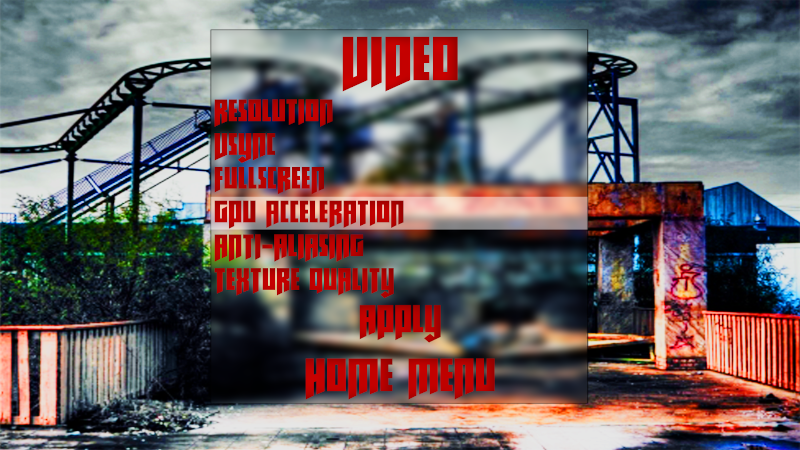 VIDEO
RESOLUTION
VSYNC
FULLSCREEN
GPU ACCELERATION
ANTI-ALIASING
TEXTURE QUALITY
APPLY
HOME MENU